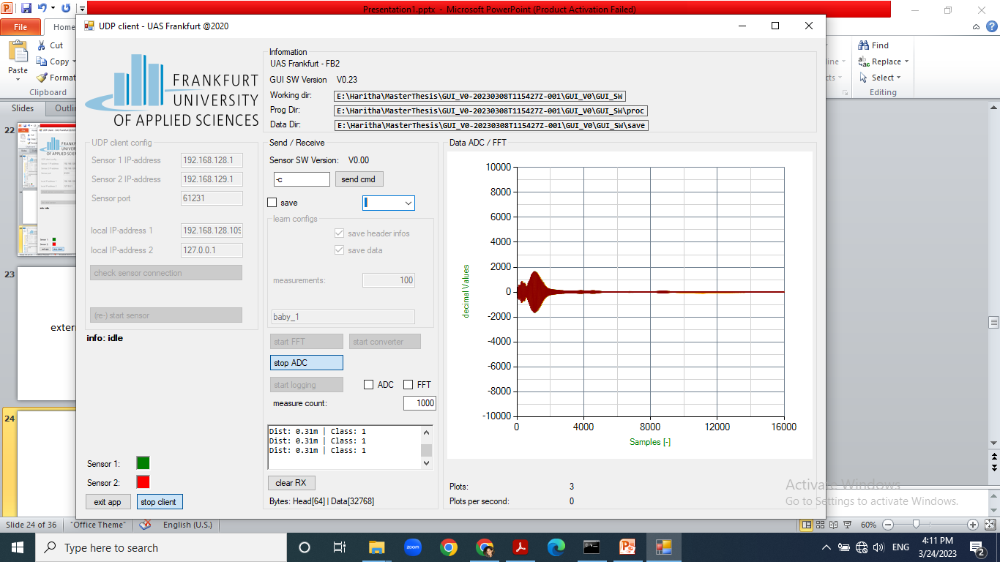 Presentation1.pptx - Microsoft PowerPoint (Product Activation Failed)
File
Home
Cut
Copy
Format
Paste
Clipboard
Slides
Find
Replace
Select
Editing
22
23
24
UDP client - UAS Frankfurt @2020
FRANKFURT
UNIVERSITY
OF APPLIED SCIENCES
Information
UAS Frankfurt - FB2
GUI SW Version V0.23
Working dir: E:\Haritha\MasterThesis\GUI_V0-20230308T115427Z-001\GUI_V0\GUI_SW
Prog Dir: E:\Haritha\MasterThesis\GUI_V0-20230308T115427Z-001\GUI_V0\GUI_SW\proc
Data Dir: E:\Haritha\MasterThesis\GUI_V0-20230308T115427Z-001\GUI_V0\GUI_SW\save
UDP client config
Sensor 1 IP-address 192.168.128.1
Sensor 2 IP-address 192.168.129.1
Sensor port 61231
local IP-address 1 192.168.128.109
local IP-address 2 127.0.0.1
check sensor connection
(re-) start sensor
info: idle
Sensor 1:
Sensor 2:
exit app
stop client
Send / Receive
Sensor SW Version: V0.00
-c
send cmd
save
learn configs
save header infos
save data
measurements: 100
baby_1
start FFT
start converter
stop ADC
start logging
ADC
FFT
measure count: 1000
Dist: 0.31m | Class: 1
Dist: 0.31m | Class: 1
Dist: 0.31m | Class: 1
clear RX
Bytes: Head[64] | Data[32768]
Data ADC / FFT
10000
8000
6000
4000
2000
0
-2000
-4000
-6000
-8000
-10000
decimal Values
0 4000 8000 12000 16000
Samples [-]
Plots: 3
Plots per second: 0
Activate Windows
Go to Settings to activate Windows.
Slide 24 of 36
"Office Theme"
English (U.S.)
60%
Type here to search
zoom
ENG
4:11 PM
3/24/2023
2